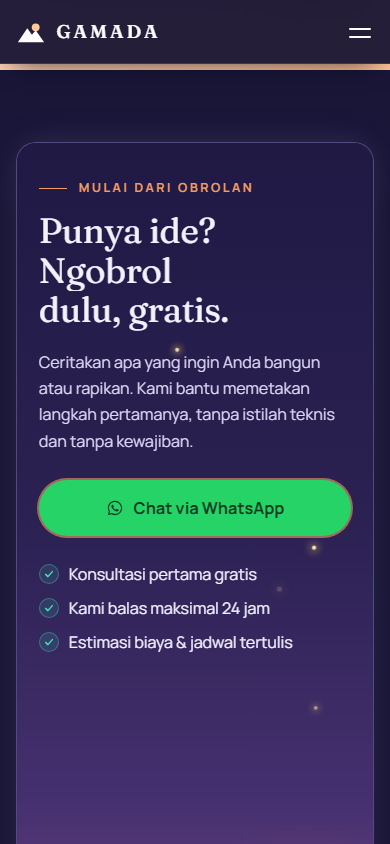 GAMADA
MULAI DARI OBROLAN
Punya ide?
Ngobrol
dulu, gratis.
Ceritakan apa yang ingin Anda bangun
atau rapikan. Kami bantu memetakan
langkah pertamanya, tanpa istilah teknis
dan tanpa kewajiban.
Chat via WhatsApp
Konsultasi pertama gratis
Kami balas maksimal 24 jam
Estimasi biaya & jadwal tertulis